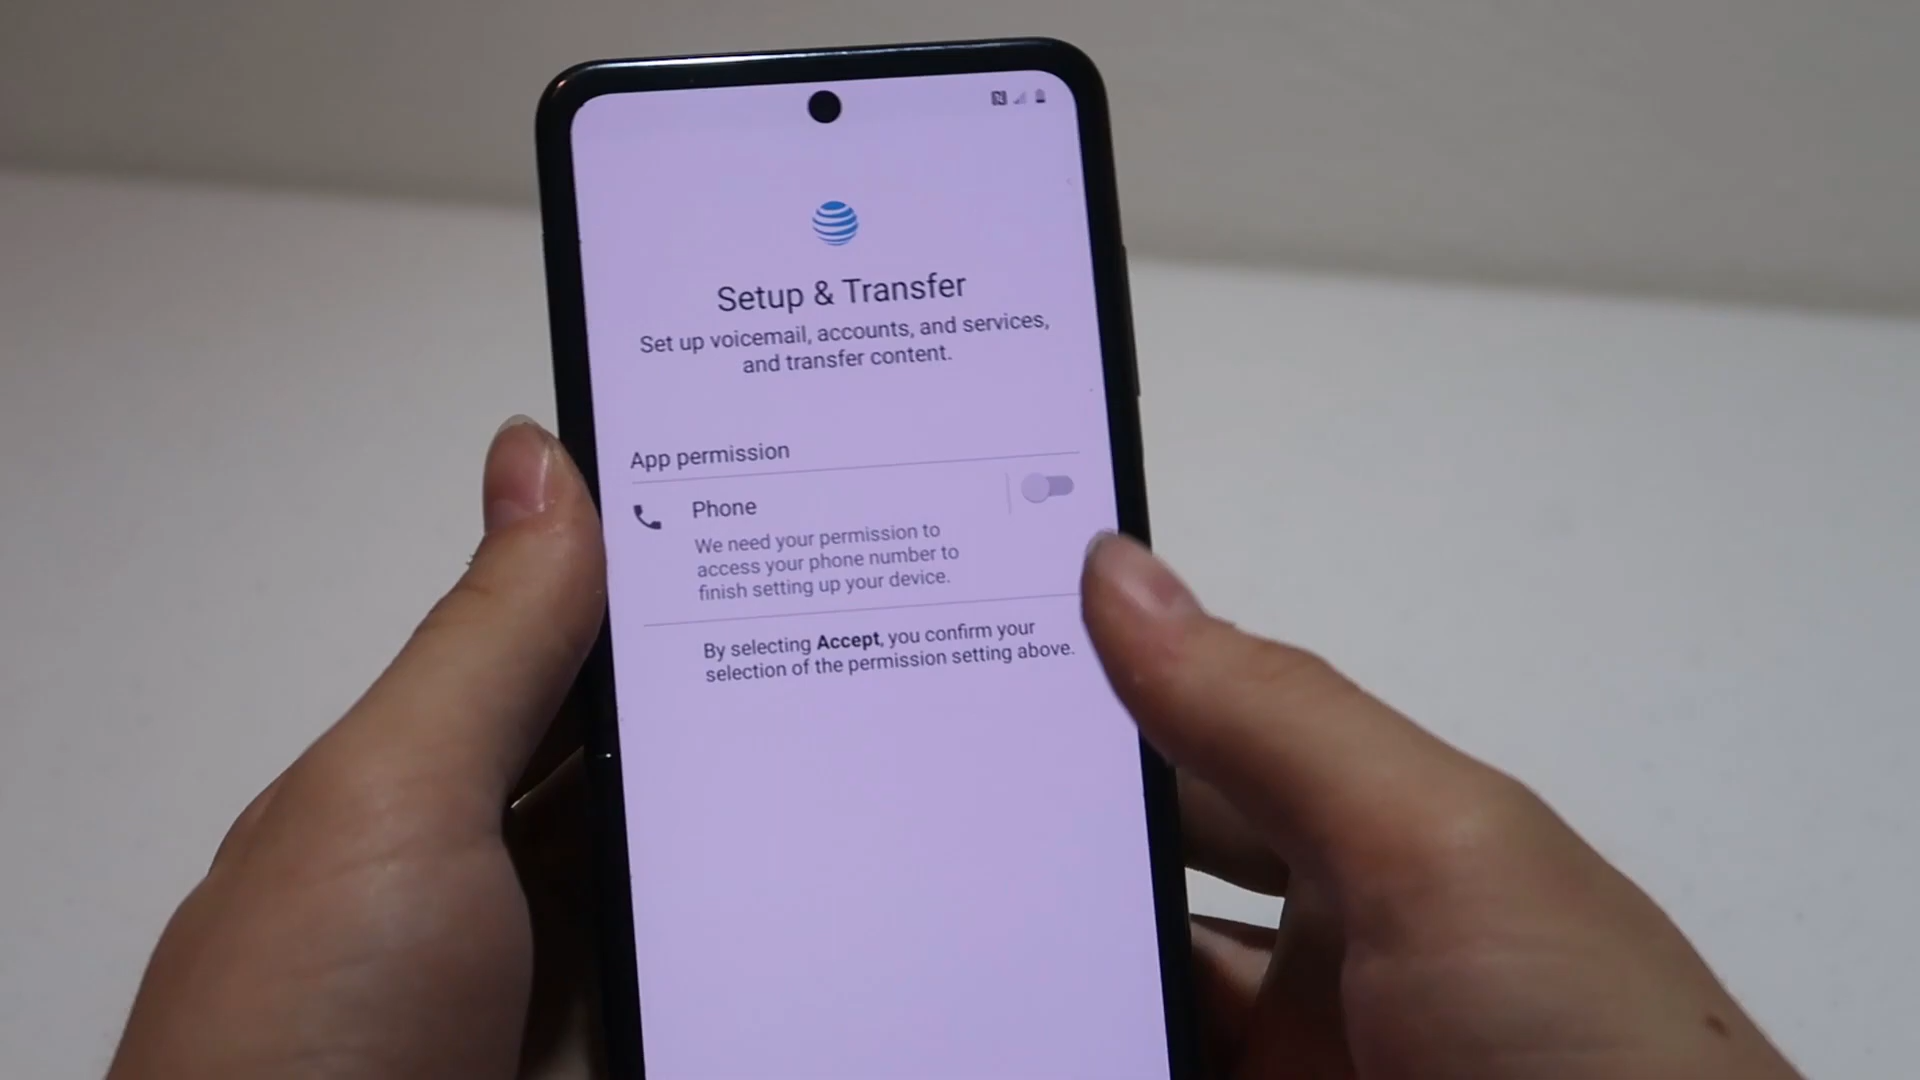 Setup & Transfer
Set up voicemail, accounts, and services,
and transfer content.
App permission
Phone
We need your permission to
access your phone number to
finish setting up your device.
By selecting Accept, you confirm your
selection of the permission setting above.